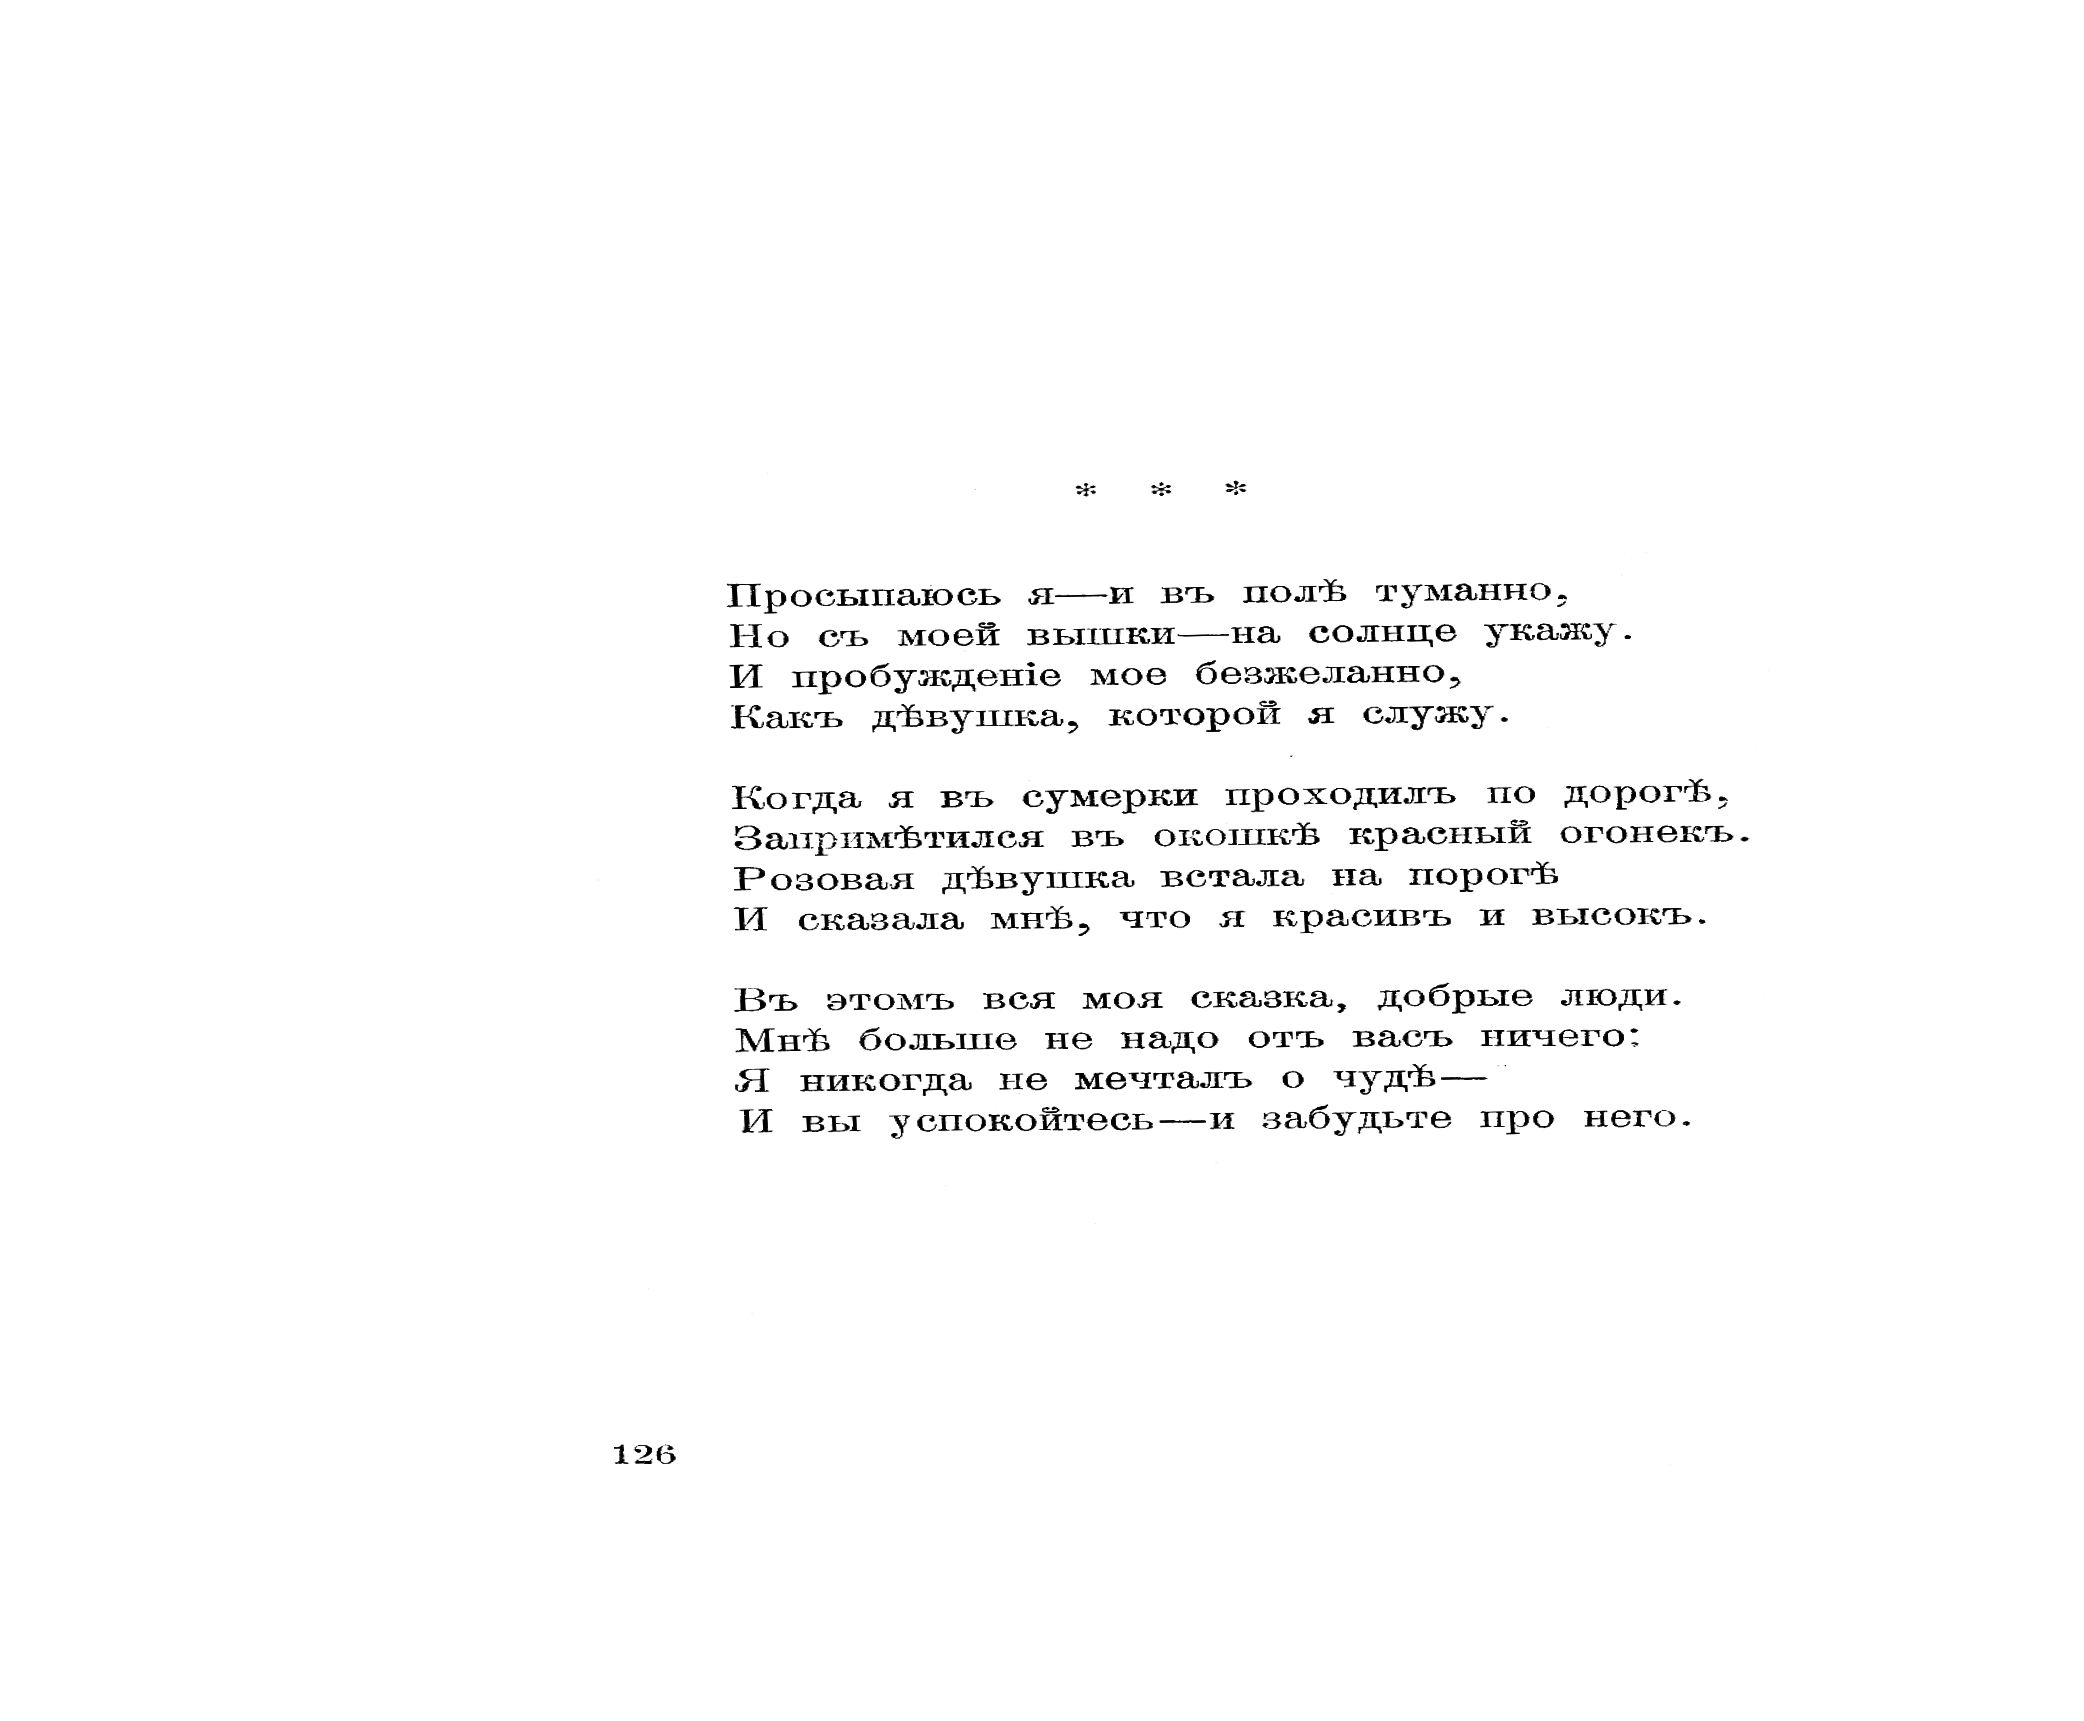 * * *
Просыпаюсь я—и въ полѣ туманно,
Но съ моей вышки—на солнце укажу.
И пробужденіе мое безжеланно,
Какъ дѣвушка, которой я служу.
Когда я въ сумерки проходилъ по дорогѣ,
Запримѣтился въ окошкѣ красный огонекъ.
Розовая дѣвушка встала на порогѣ
И сказала мнѣ, что я красивъ и высокъ.
Въ этомъ вся моя сказка, добрые люди.
Мнѣ больше не надо отъ васъ ничего:
Я никогда не мечталъ о чудѣ—
И вы успокойтесь—и забудьте про него.
126